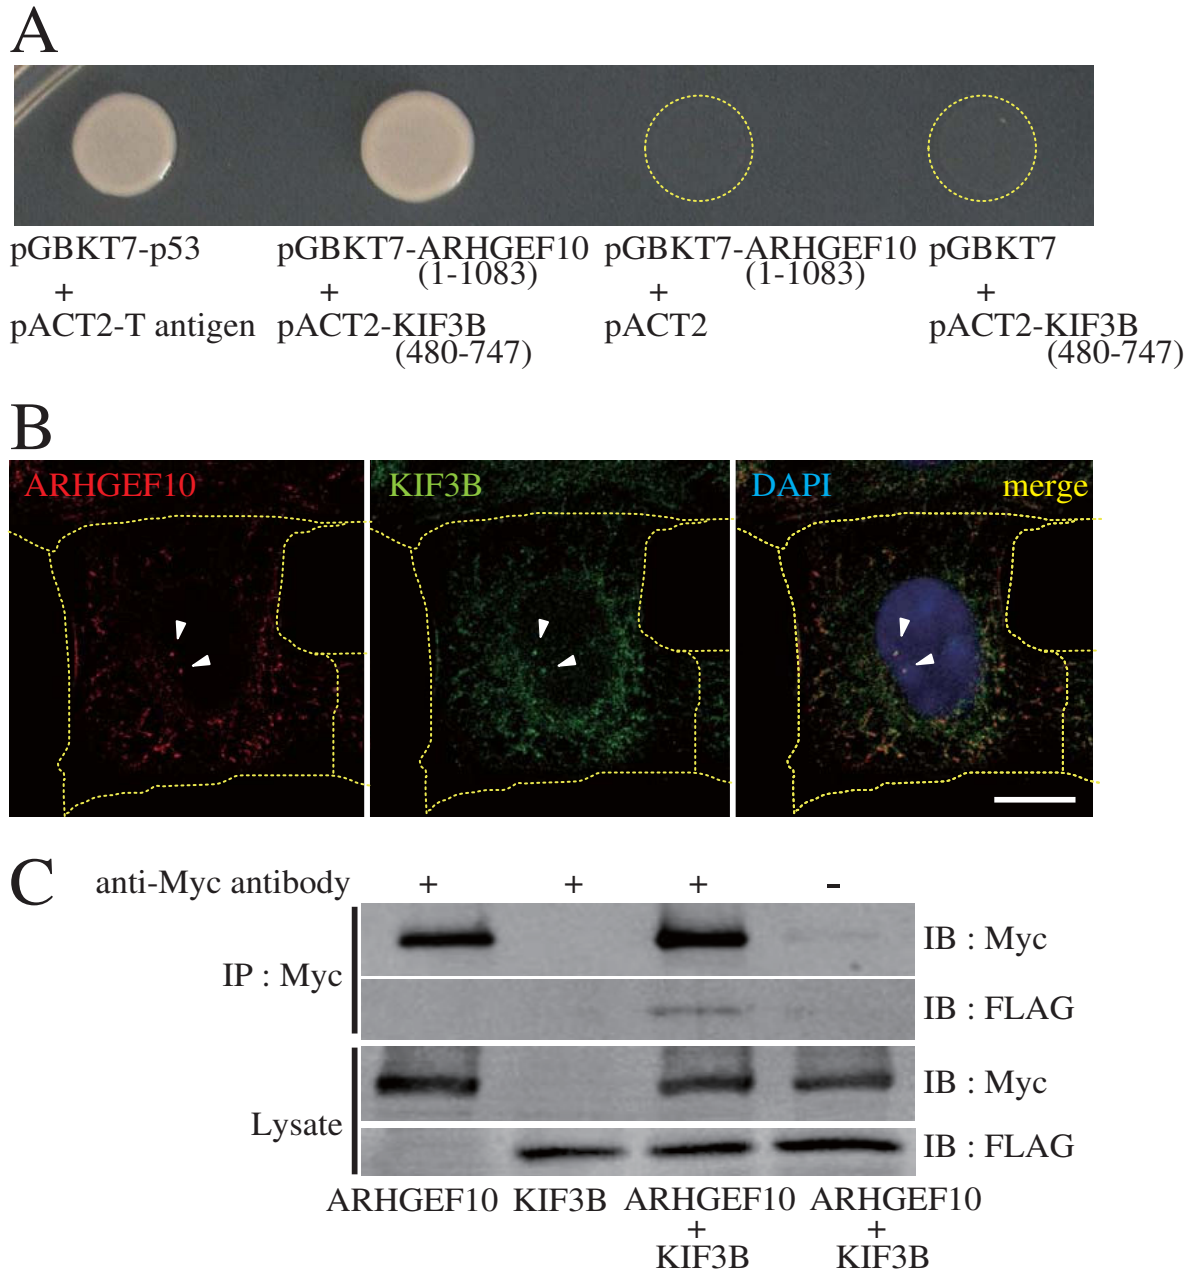 A
pGBKT7-p53
+
pACT2-T antigen
pGBKT7-ARHGEF10
(1-1083)
+
pACT2-KIF3B
(480-747)
pGBKT7-ARHGEF10
(1-1083)
+
pACT2
pGBKT7
+
pACT2-KIF3B
(480-747)
B
ARHGEF10
KIF3B
DAPI
merge
C
anti-Myc antibody + + + -
IP : Myc
IB : Myc
IB : FLAG
Lysate
IB : Myc
IB : FLAG
ARHGEF10
KIF3B
ARHGEF10
+
KIF3B
ARHGEF10
+
KIF3B